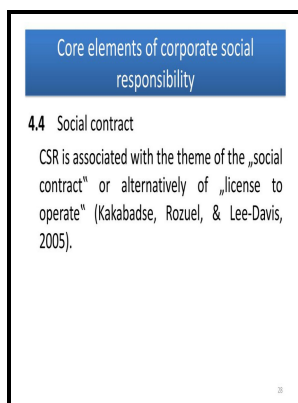 Core elements of corporate social
responsibility
4.4 Social contract
CSR is associated with the theme of the „social
contract‟ or alternatively of „license to
operate‟ (Kakabadse, Rozuel, & Lee-Davis,
2005).
28